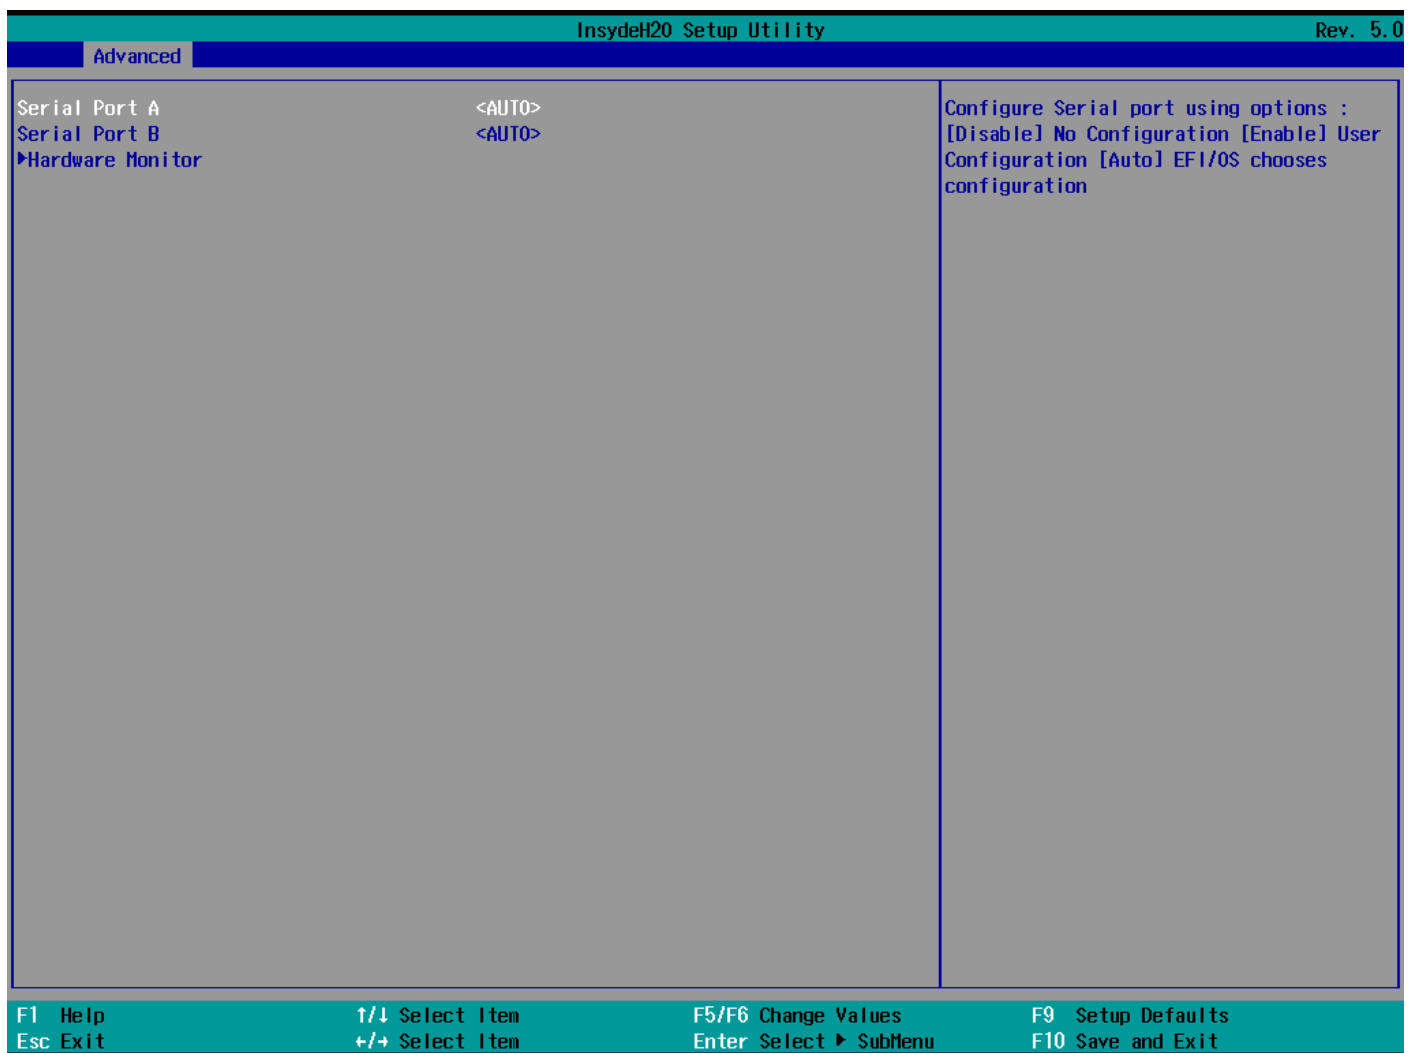 InsydeH2O Setup Utility Rev. 5.0
Advanced
Serial Port A <AUTO>
Serial Port B <AUTO>
▶Hardware Monitor
Configure Serial port using options :
[Disable] No Configuration [Enable] User
Configuration [Auto] EFI/OS chooses
configuration
F1 Help ↑/↓ Select Item F5/F6 Change Values F9 Setup Defaults
Esc Exit ←/→ Select Item Enter Select ▶ SubMenu F10 Save and Exit